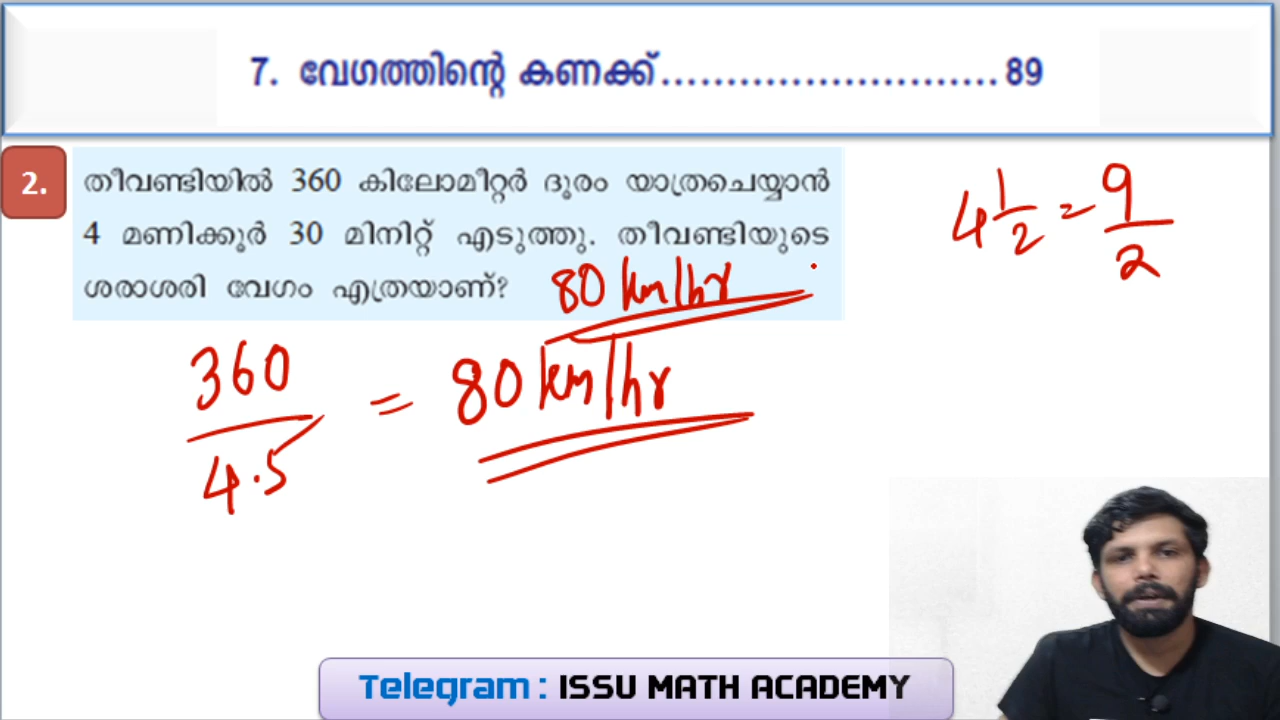 7. വേഗത്തിന്റെ കണക്ക്..........................89
2.
തീവണ്ടിയിൽ 360 കിലോമീറ്റർ ദൂരം യാത്രചെയ്യാൻ
4 മണിക്കൂർ 30 മിനിറ്റ് എടുത്തു. തീവണ്ടിയുടെ
ശരാശരി വേഗം എത്രയാണ്? 80 km/hr
4 1/2 = 9/2
360/4.5 = 80 km/hr
Telegram : ISSU MATH ACADEMY